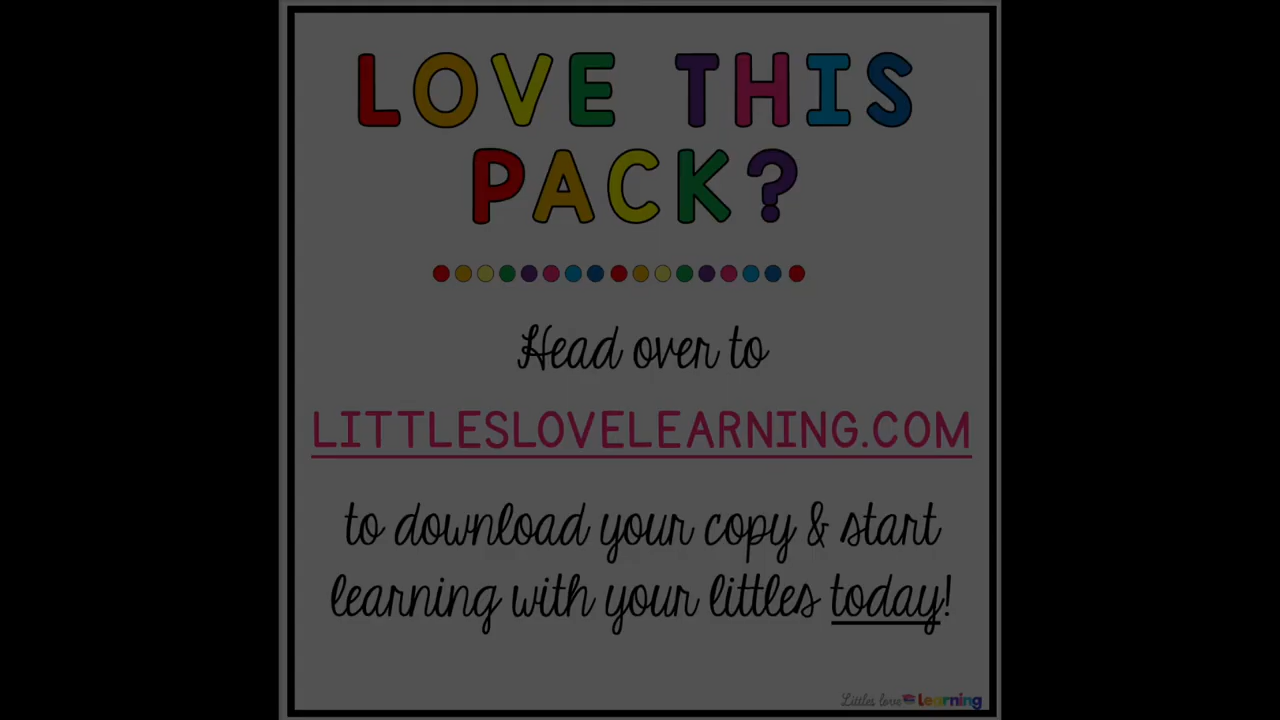 LOVE THIS
PACK?
Head over to
LITTLESLOVELEARNING.COM
to download your copy & start
learning with your littles today!
Littles love learning